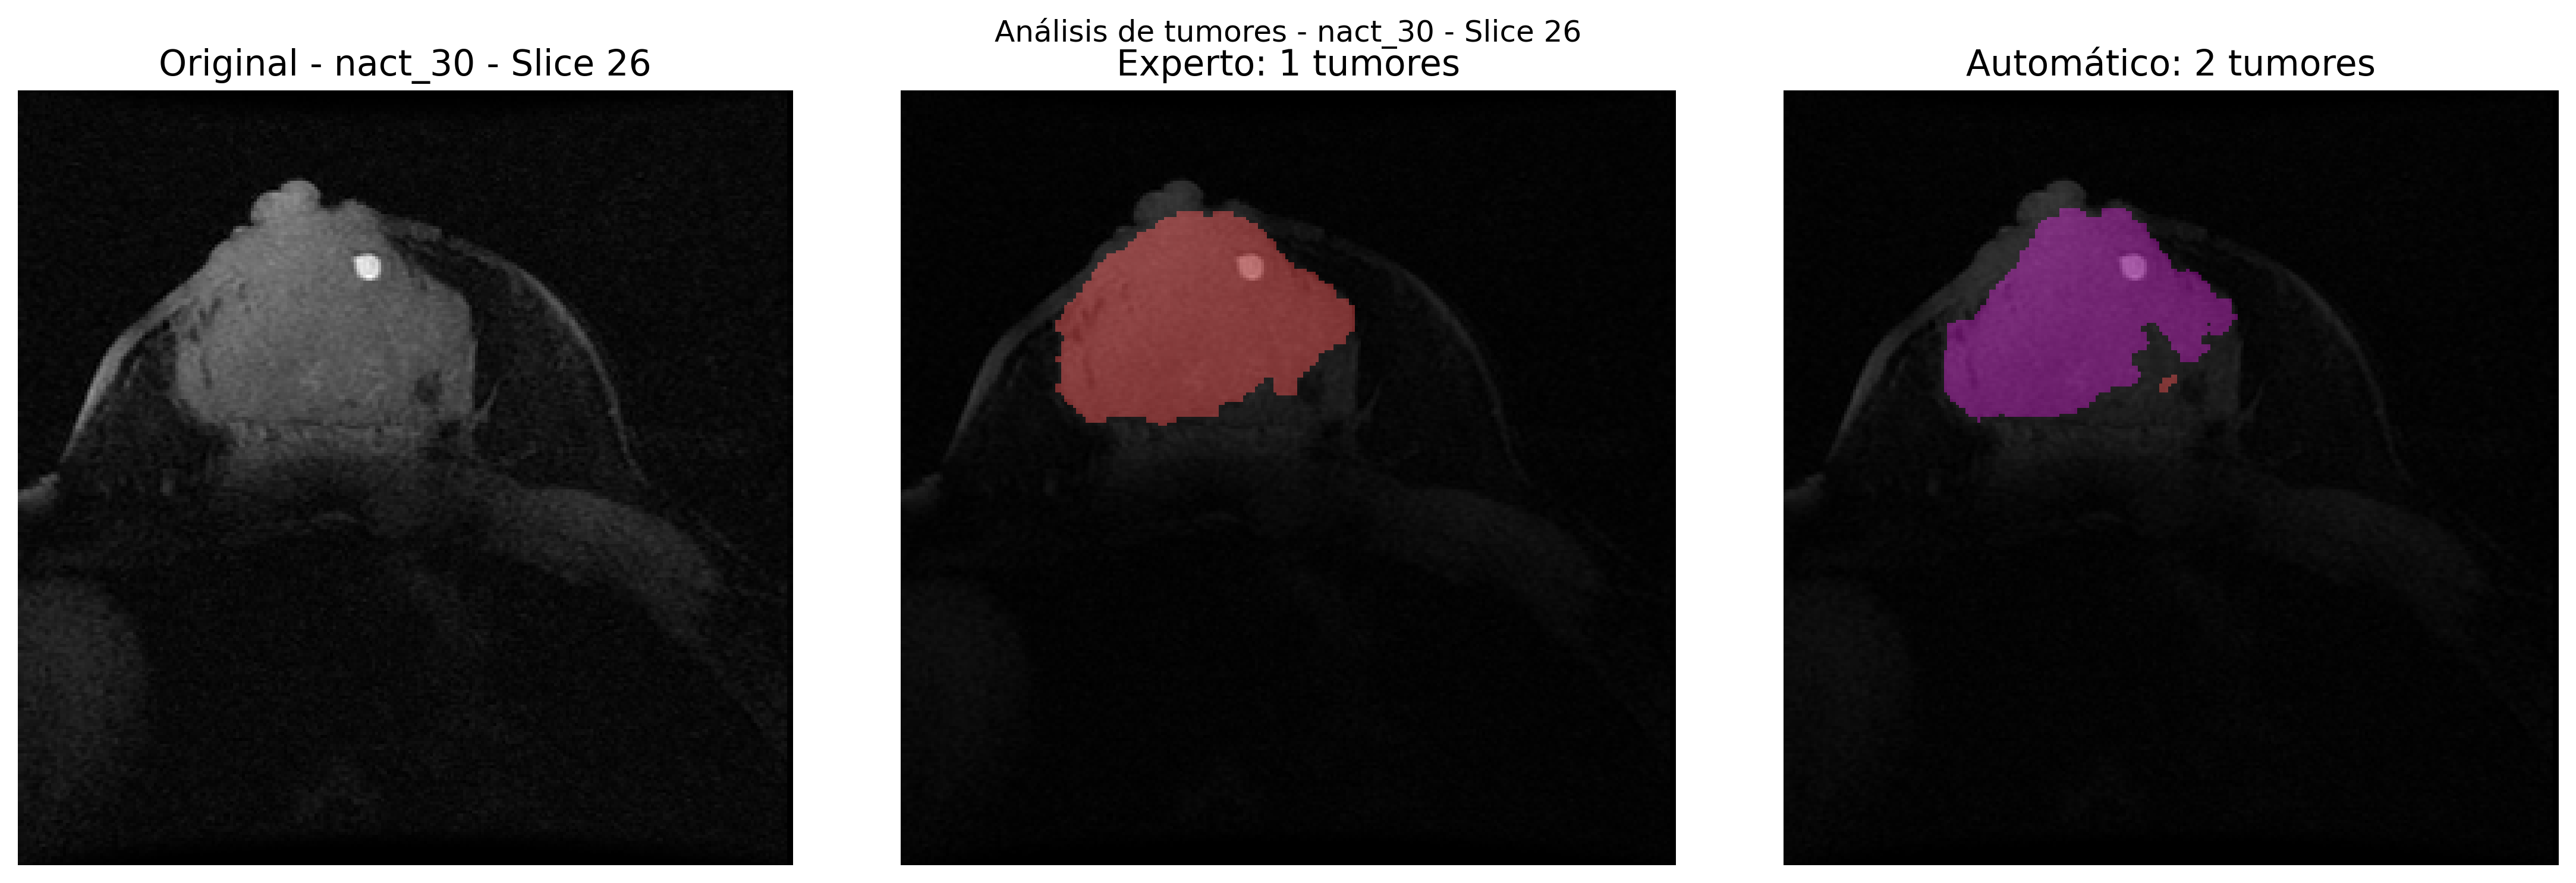 Análisis de tumores - nact_30 - Slice 26
Original - nact_30 - Slice 26
Experto: 1 tumores
Automático: 2 tumores